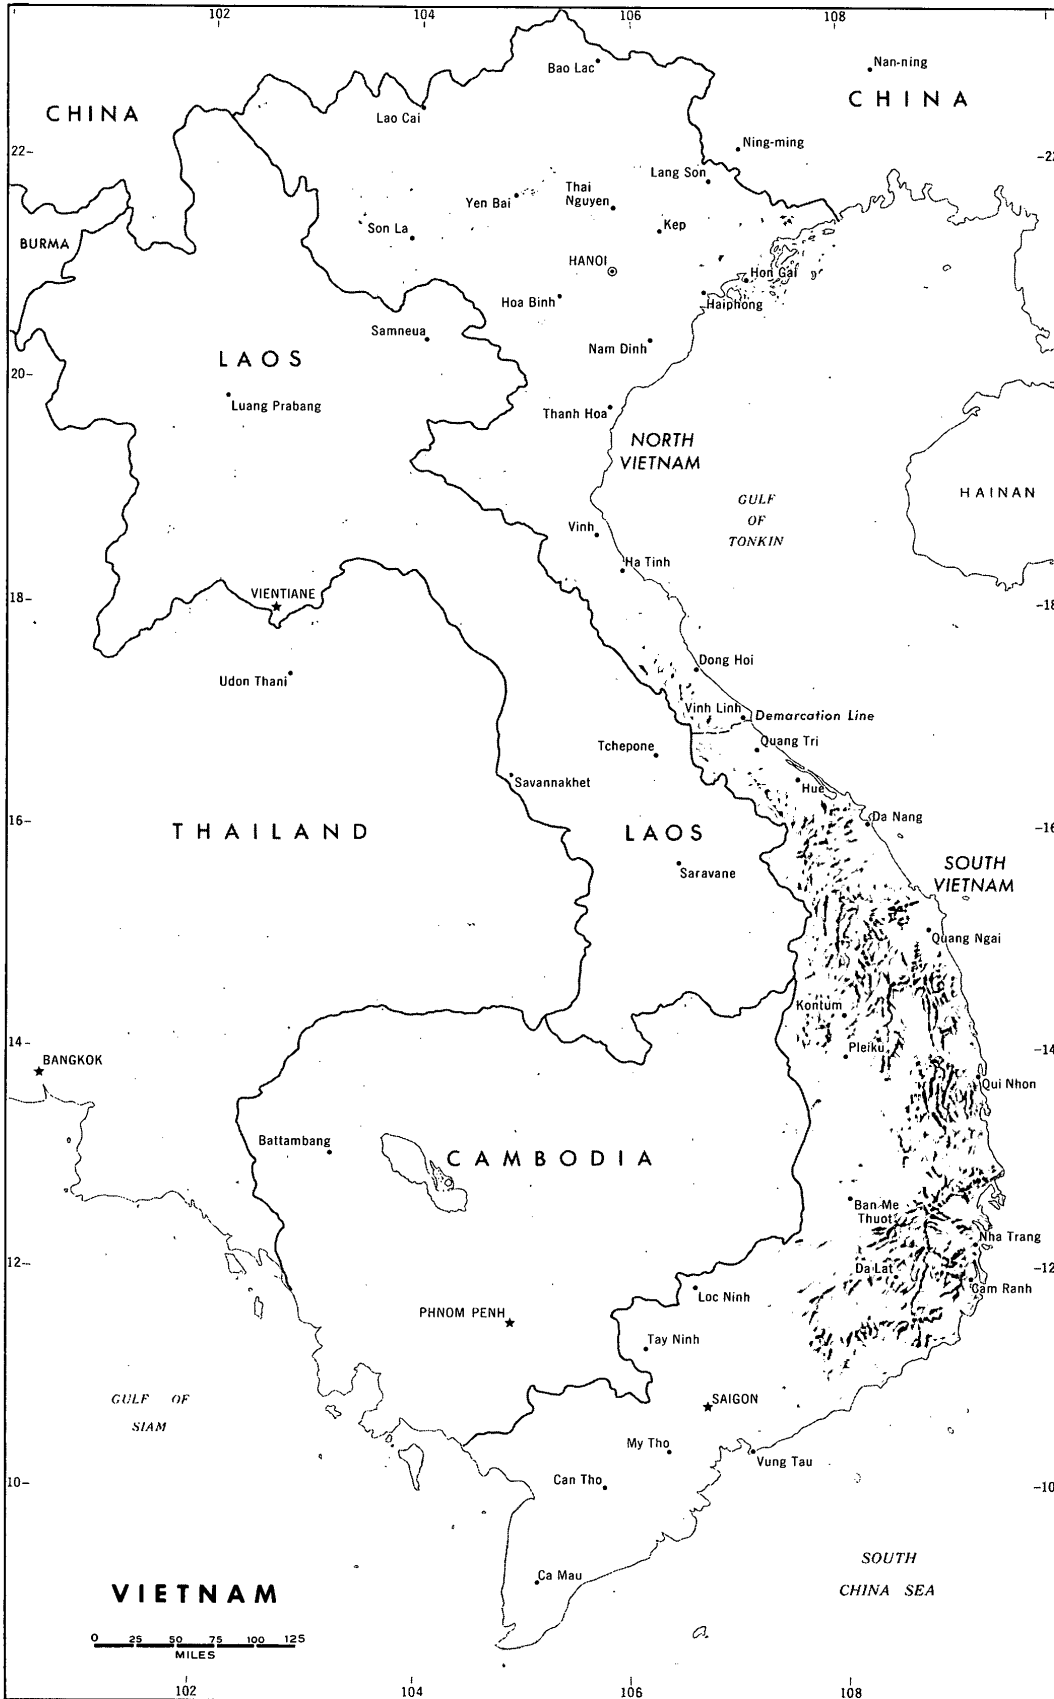 102 104 106 108
Bao Lac
Nan-ning
CHINA
CHINA
Lao Cai
22-
Ning-ming
-22
Lang Son
Thai
Nguyen
Yen Bai
Son La
Kep
BURMA
HANOI
Hon Gai
Hoa Binh
Haiphong
Samneua
Nam Dinh
LAOS
20-
Luang Prabang
Thanh Hoa
NORTH
VIETNAM
HAINAN
GULF
OF
TONKIN
Vinh
Ha Tinh
VIENTIANE
18-
-18
Dong Hoi
Udon Thani
Vinh Linh
Demarcation Line
Quang Tri
Tchepone
Savannakhet
Hue
Da Nang
16-
-16
THAILAND
LAOS
SOUTH
VIETNAM
Saravane
Quang Ngai
Kontum
14-
-14
Pleiku
BANGKOK
Qui Nhon
Battambang
CAMBODIA
Ban Me
Thuot
Nha Trang
12-
-12
Da Lat
Cam Ranh
Loc Ninh
PHNOM PENH
Tay Ninh
GULF OF
SIAM
SAIGON
My Tho
Vung Tau
Can Tho
10-
-10
SOUTH
CHINA SEA
Ca Mau
VIETNAM
0 25 50 75 100 125
MILES
102 104 106 108